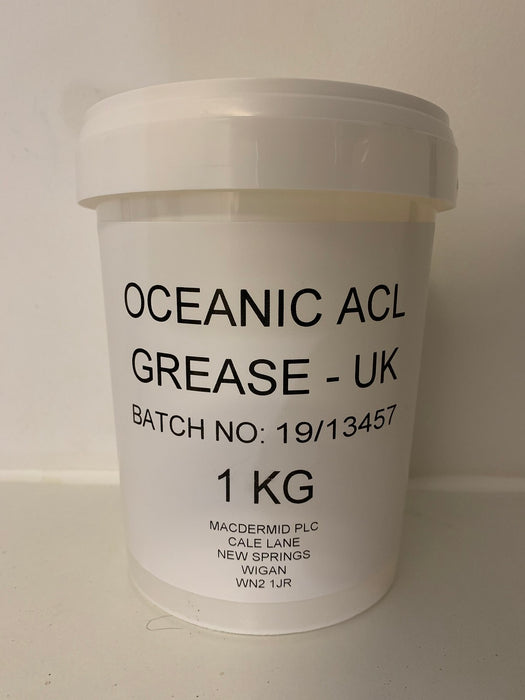 OCEANIC ACL
GREASE - UK
BATCH NO: 19/13457
1 KG
MACDERMID PLC
CALE LANE
NEW SPRINGS
WIGAN
WN2 1JR